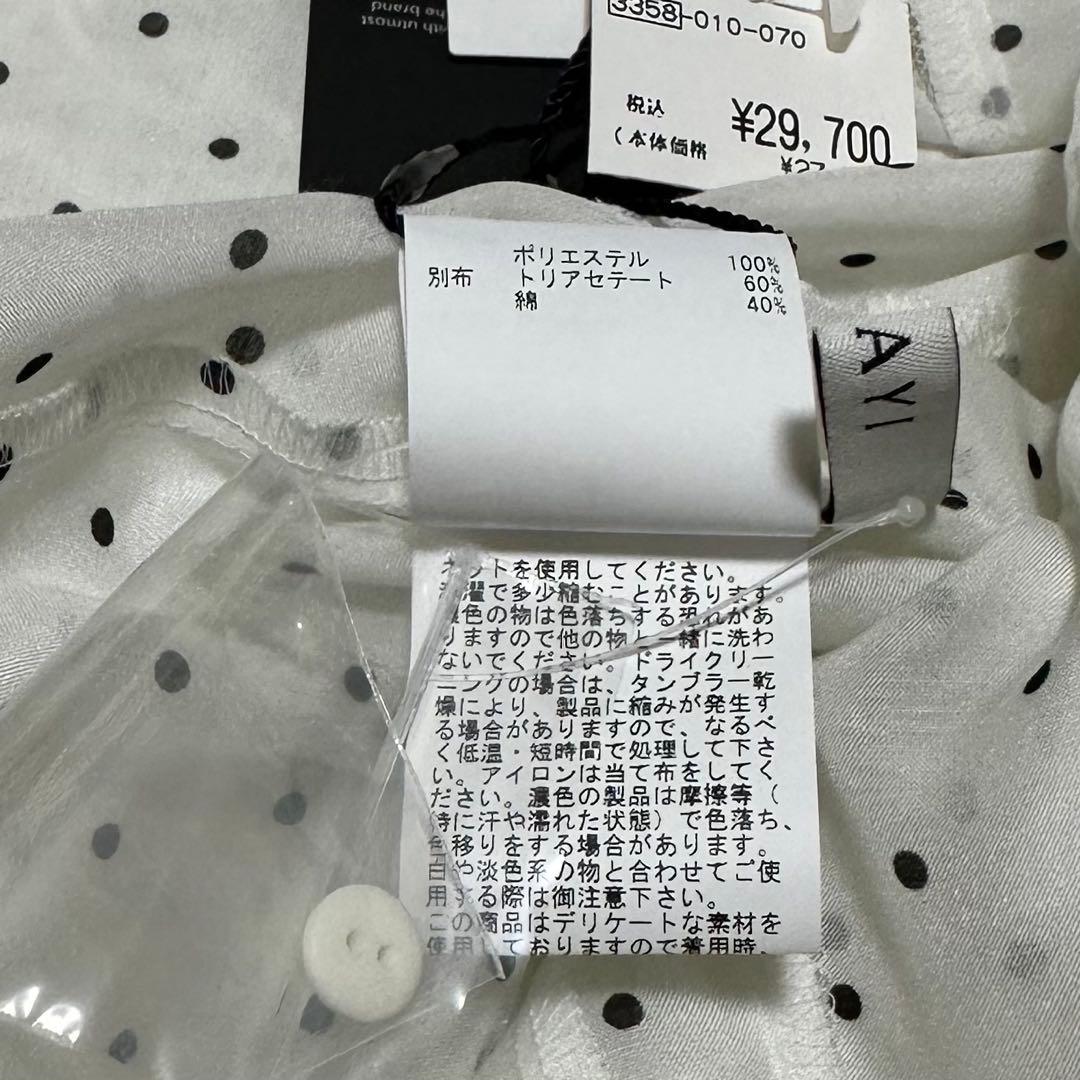 with utmost
he brand
3358-010-070
税込
¥29,700
(本体価格
¥27
ポリエステル 100%
別布 トリアセテート 60%
綿 40%
AYI
ネットを使用してください。
洗濯で多少縮むことがあります。
濃色の物は色落ちする恐れがあ
りますので他の物と一緒に洗わ
ないでください。ドライクリー
ニングの場合は、タンブラー乾
燥により、製品に縮みが発生す
る場合がありますので、なるべ
く低温・短時間で処理して下さ
い。アイロンは当て布をしてく
ださい。濃色の製品は摩擦等(
特に汗や濡れた状態)で色落ち、
色移りをする場合があります。
白や淡色系の物と合わせてご使
用する際は御注意下さい。
この商品はデリケートな素材を
使用しておりますので着用時、